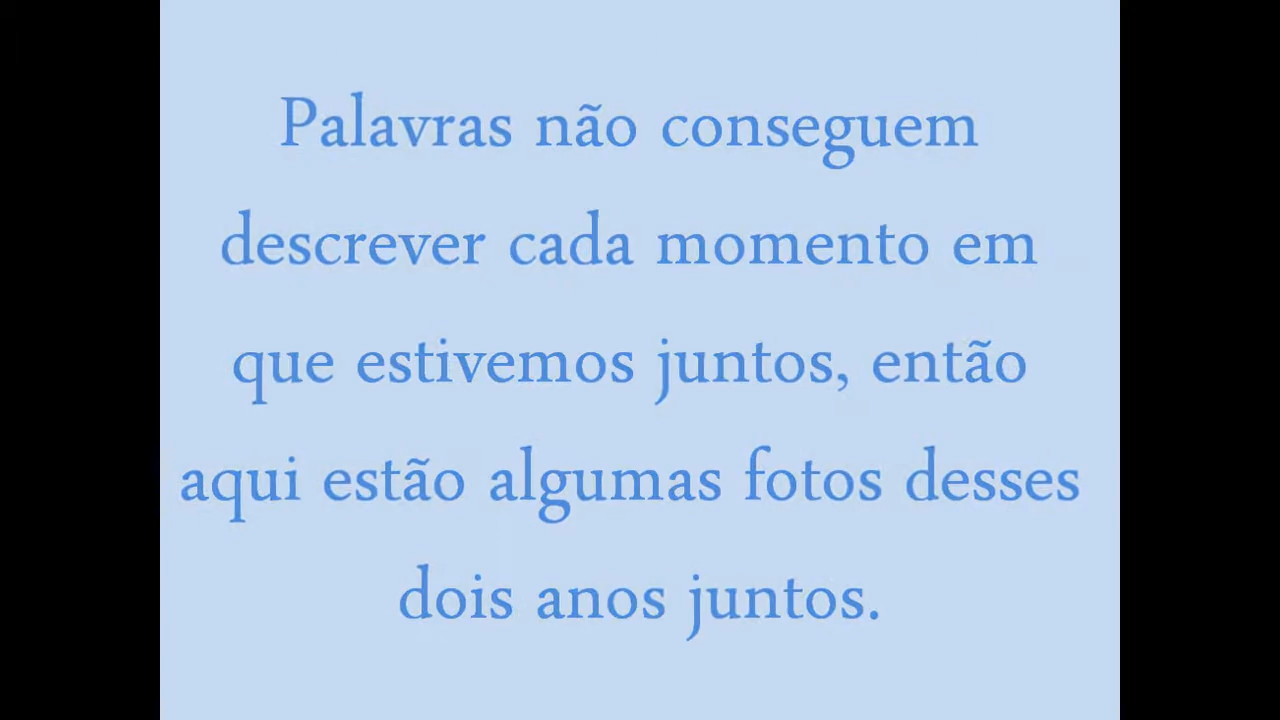 Palavras não conseguem
descrever cada momento em
que estivemos juntos, então
aqui estão algumas fotos desses
dois anos juntos.